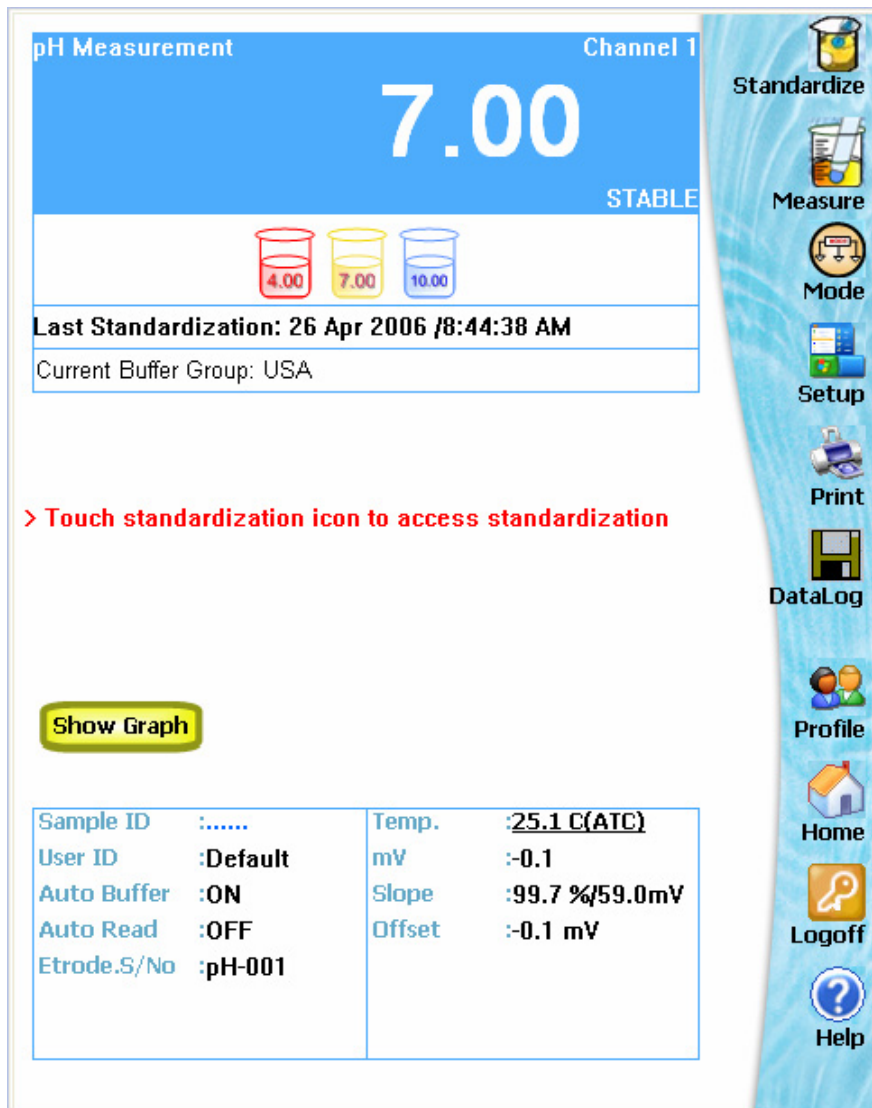 pH Measurement Channel 1
7.00
STABLE
4.00 7.00 10.00
Last Standardization: 26 Apr 2006 /8:44:38 AM
Current Buffer Group: USA
> Touch standardization icon to access standardization
Show Graph
Sample ID :......
User ID :Default
Auto Buffer :ON
Auto Read :OFF
Etrode.S/No :pH-001
Temp. :25.1 C(ATC)
mV :-0.1
Slope :99.7 %/59.0mV
Offset :-0.1 mV
Standardize
Measure
Mode
Setup
Print
DataLog
Profile
Home
Logoff
Help